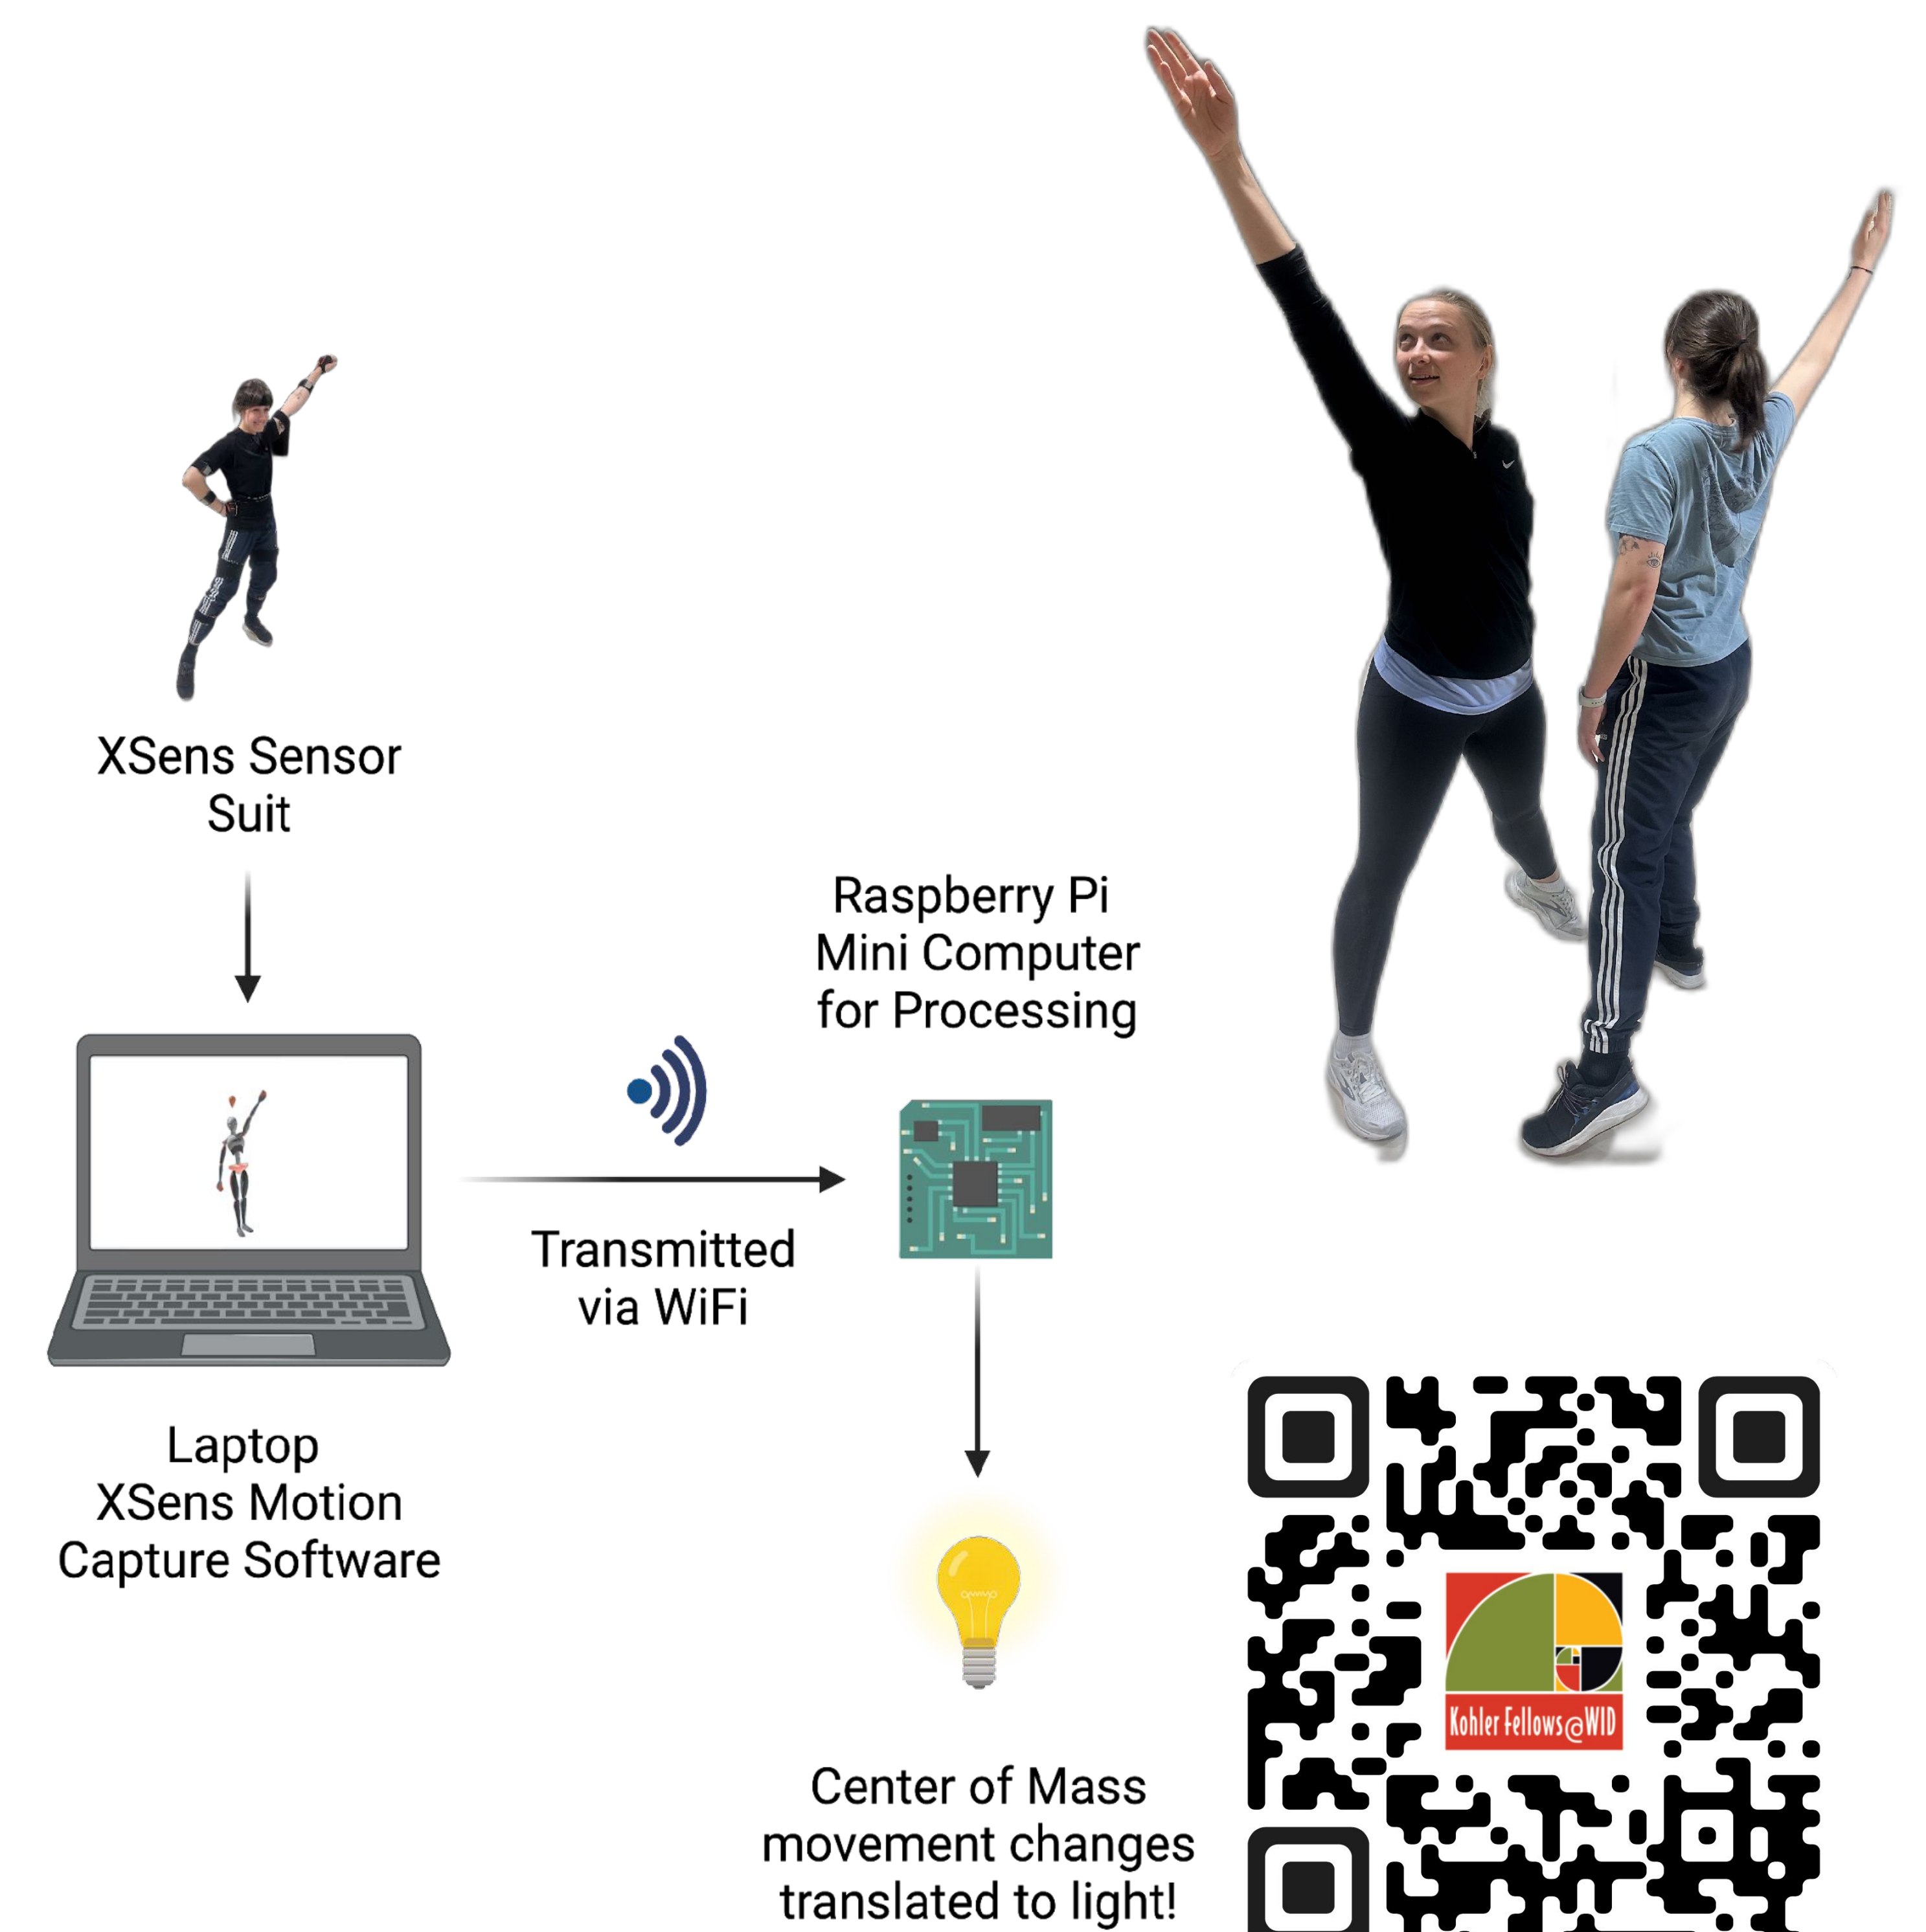 XSens Sensor
Suit
Raspberry Pi
Mini Computer
for Processing
Transmitted
via WiFi
Laptop
XSens Motion
Capture Software
Kohler Fellows@WID
Center of Mass
movement changes
translated to light!